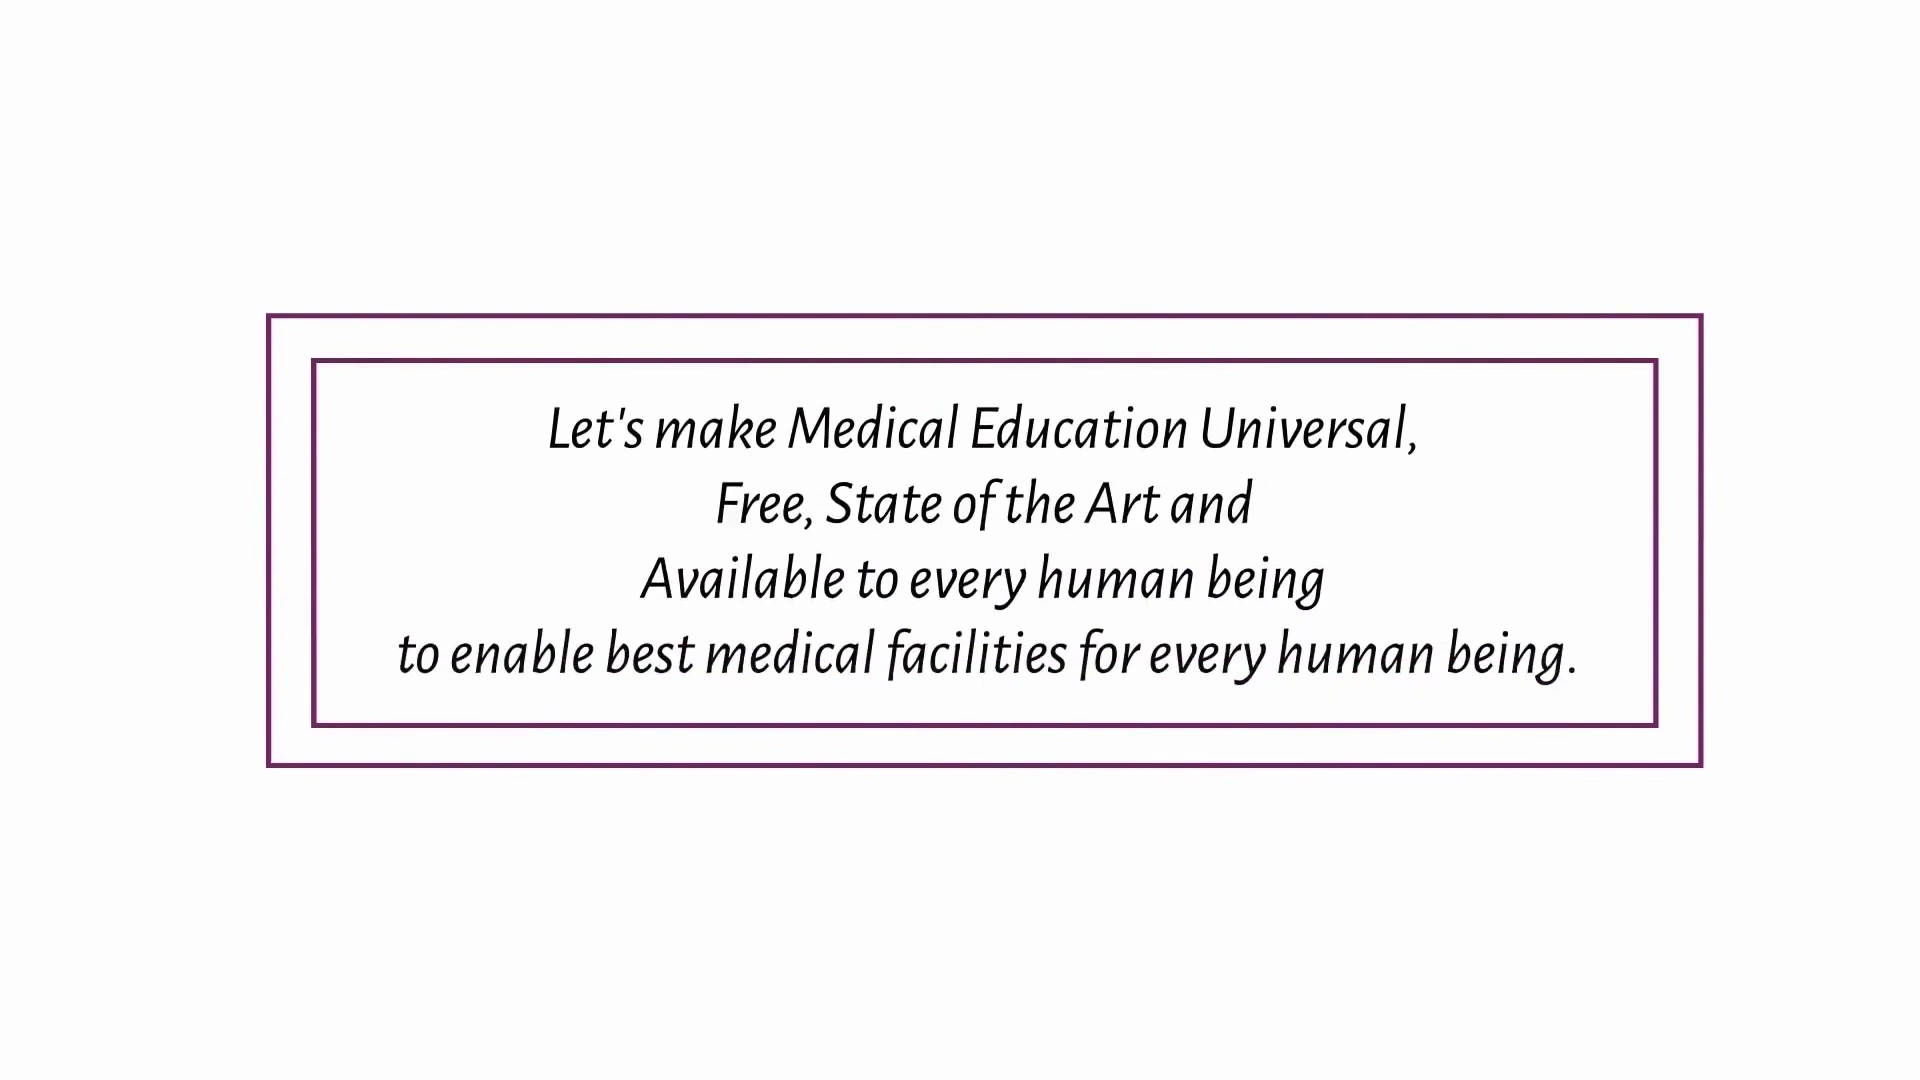 Let's make Medical Education Universal,
Free, State of the Art and
Available to every human being
to enable best medical facilities for every human being.